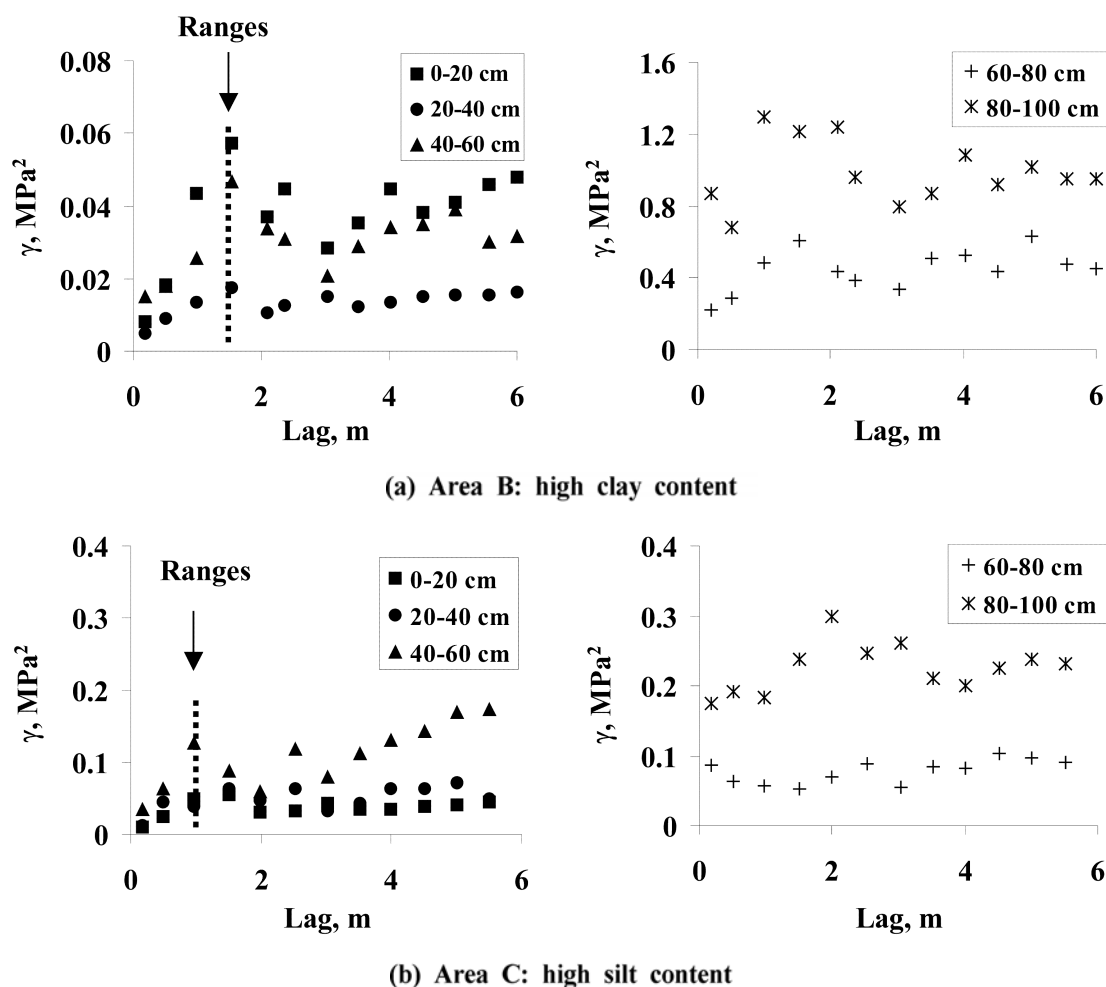 Ranges
0.08
0.06
0.04
0.02
0
γ, MPa²
0 2 4 6
Lag, m
0-20 cm
20-40 cm
40-60 cm
1.6
1.2
0.8
0.4
0
γ, MPa²
0 2 4 6
Lag, m
60-80 cm
80-100 cm
(a) Area B: high clay content
Ranges
0.4
0.3
0.2
0.1
0
γ, MPa²
0 2 4 6
Lag, m
0-20 cm
20-40 cm
40-60 cm
0.4
0.3
0.2
0.1
0
γ, MPa²
0 2 4 6
Lag, m
60-80 cm
80-100 cm
(b) Area C: high silt content